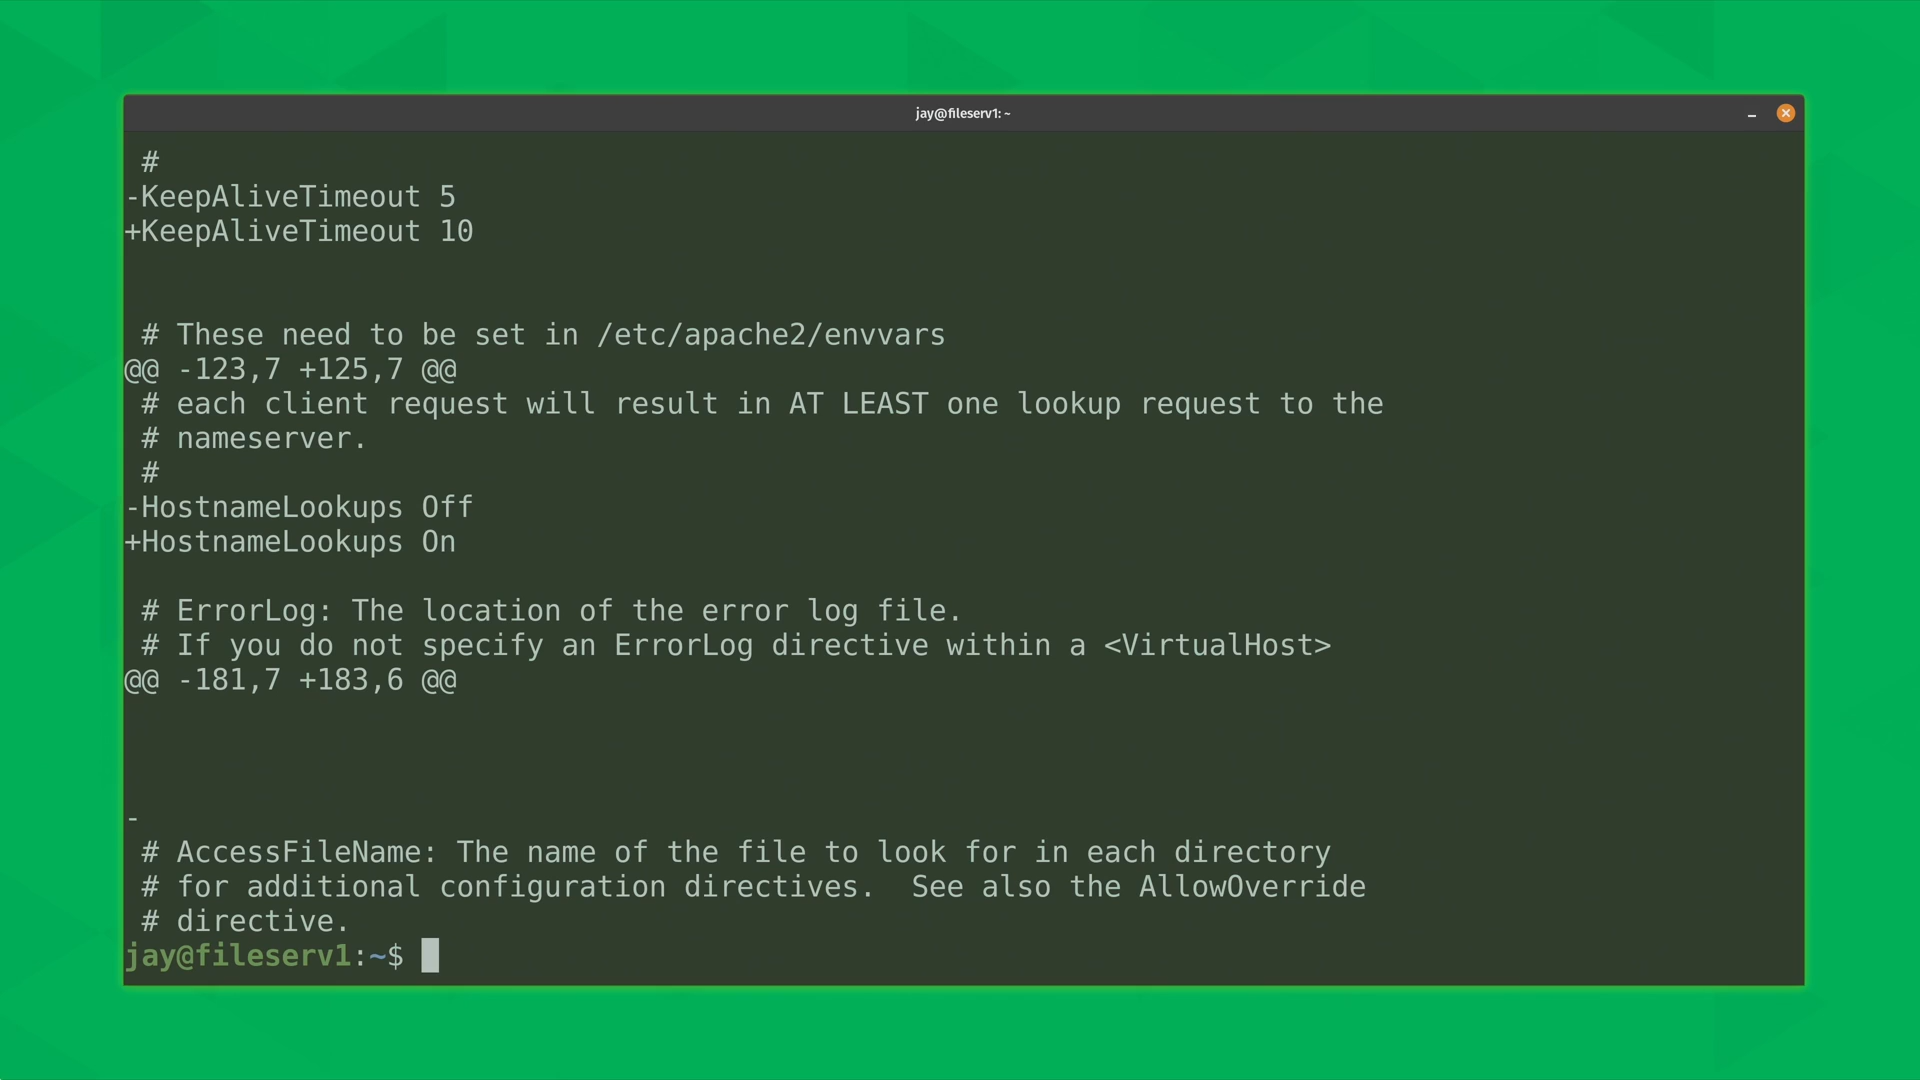 jay@fileserv1: ~
 #
-KeepAliveTimeout 5
+KeepAliveTimeout 10
 # These need to be set in /etc/apache2/envvars
@@ -123,7 +125,7 @@
 # each client request will result in AT LEAST one lookup request to the
 # nameserver.
 #
-HostnameLookups Off
+HostnameLookups On
 # ErrorLog: The location of the error log file.
 # If you do not specify an ErrorLog directive within a <VirtualHost>
@@ -181,7 +183,6 @@
-
 # AccessFileName: The name of the file to look for in each directory
 # for additional configuration directives.  See also the AllowOverride
 # directive.
jay@fileserv1:~$